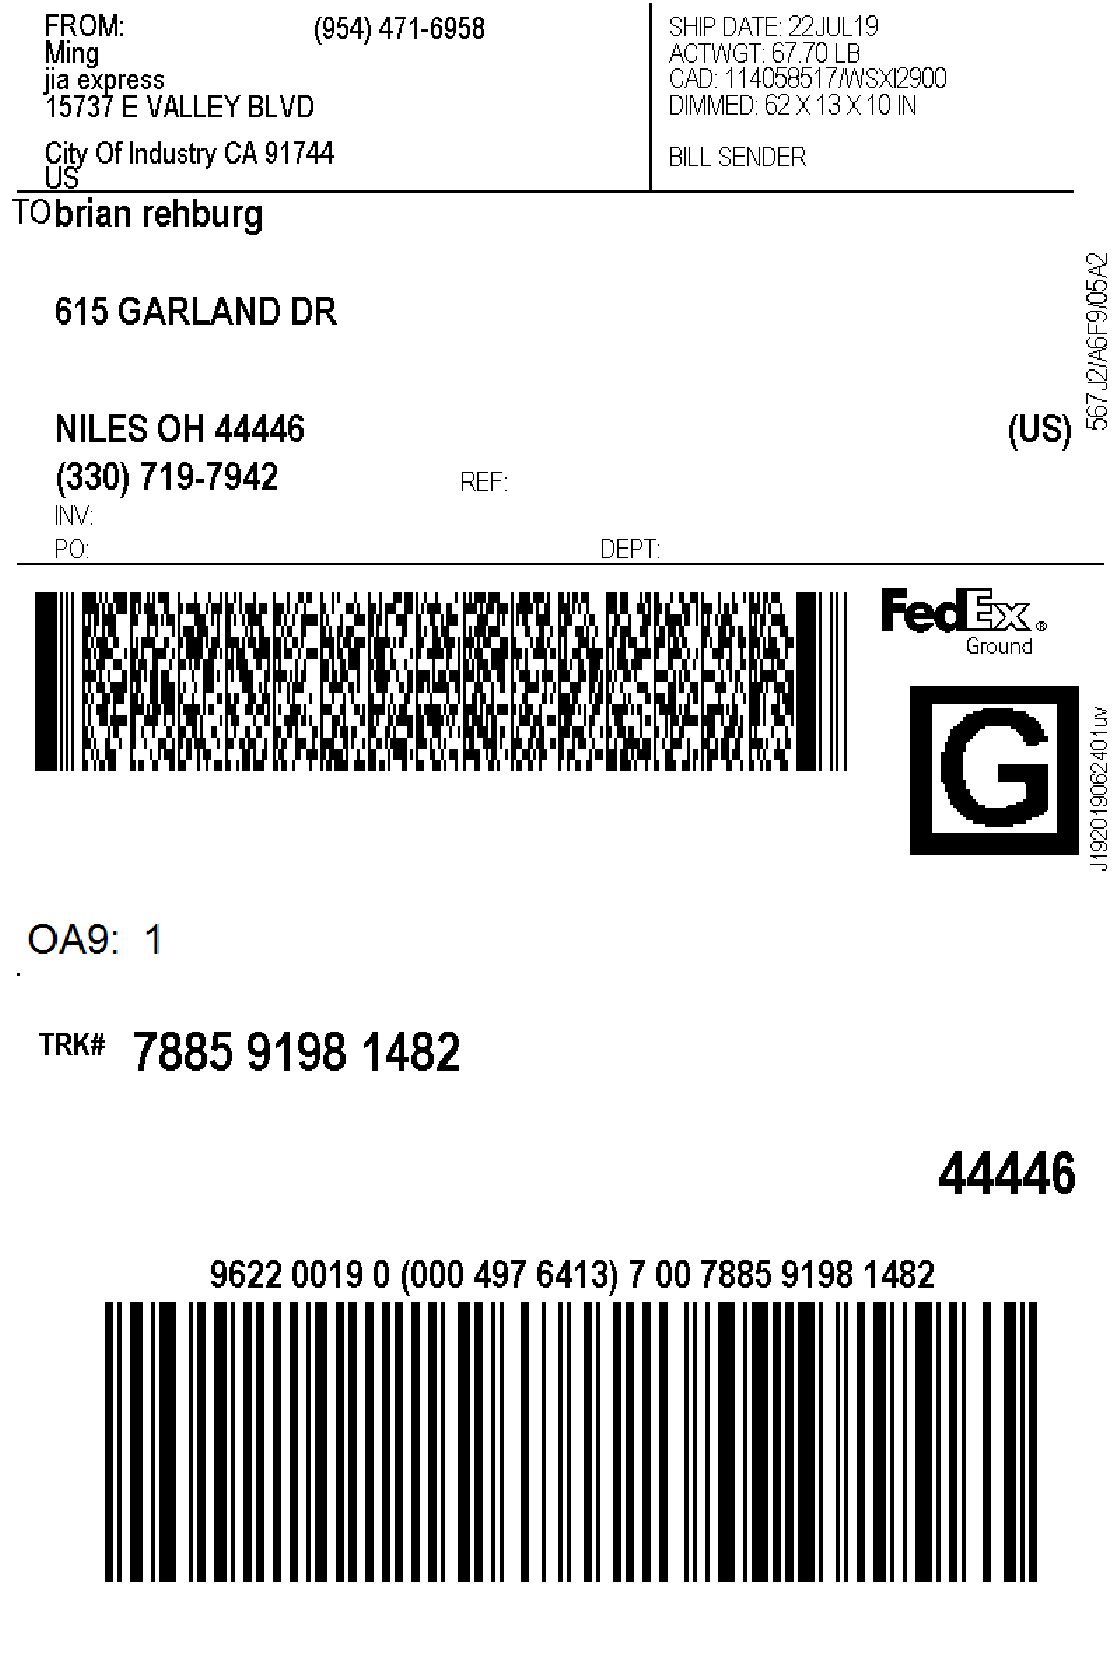 FROM: (954) 471-6958
Ming
jia express
15737 E VALLEY BLVD
City Of Industry CA 91744
US
SHIP DATE: 22JUL19
ACTWGT: 67.70 LB
CAD: 114058517/WSXI2900
DIMMED: 62 X 13 X 10 IN
BILL SENDER
TO brian rehburg
615 GARLAND DR
NILES OH 44446 (US)
(330) 719-7942 REF:
INV:
PO: DEPT:
567J2/A6F9/05A2
FedEx®
Ground
G
J192019062401uv
OA9: 1
.
TRK# 7885 9198 1482
44446
9622 0019 0 (000 497 6413) 7 00 7885 9198 1482